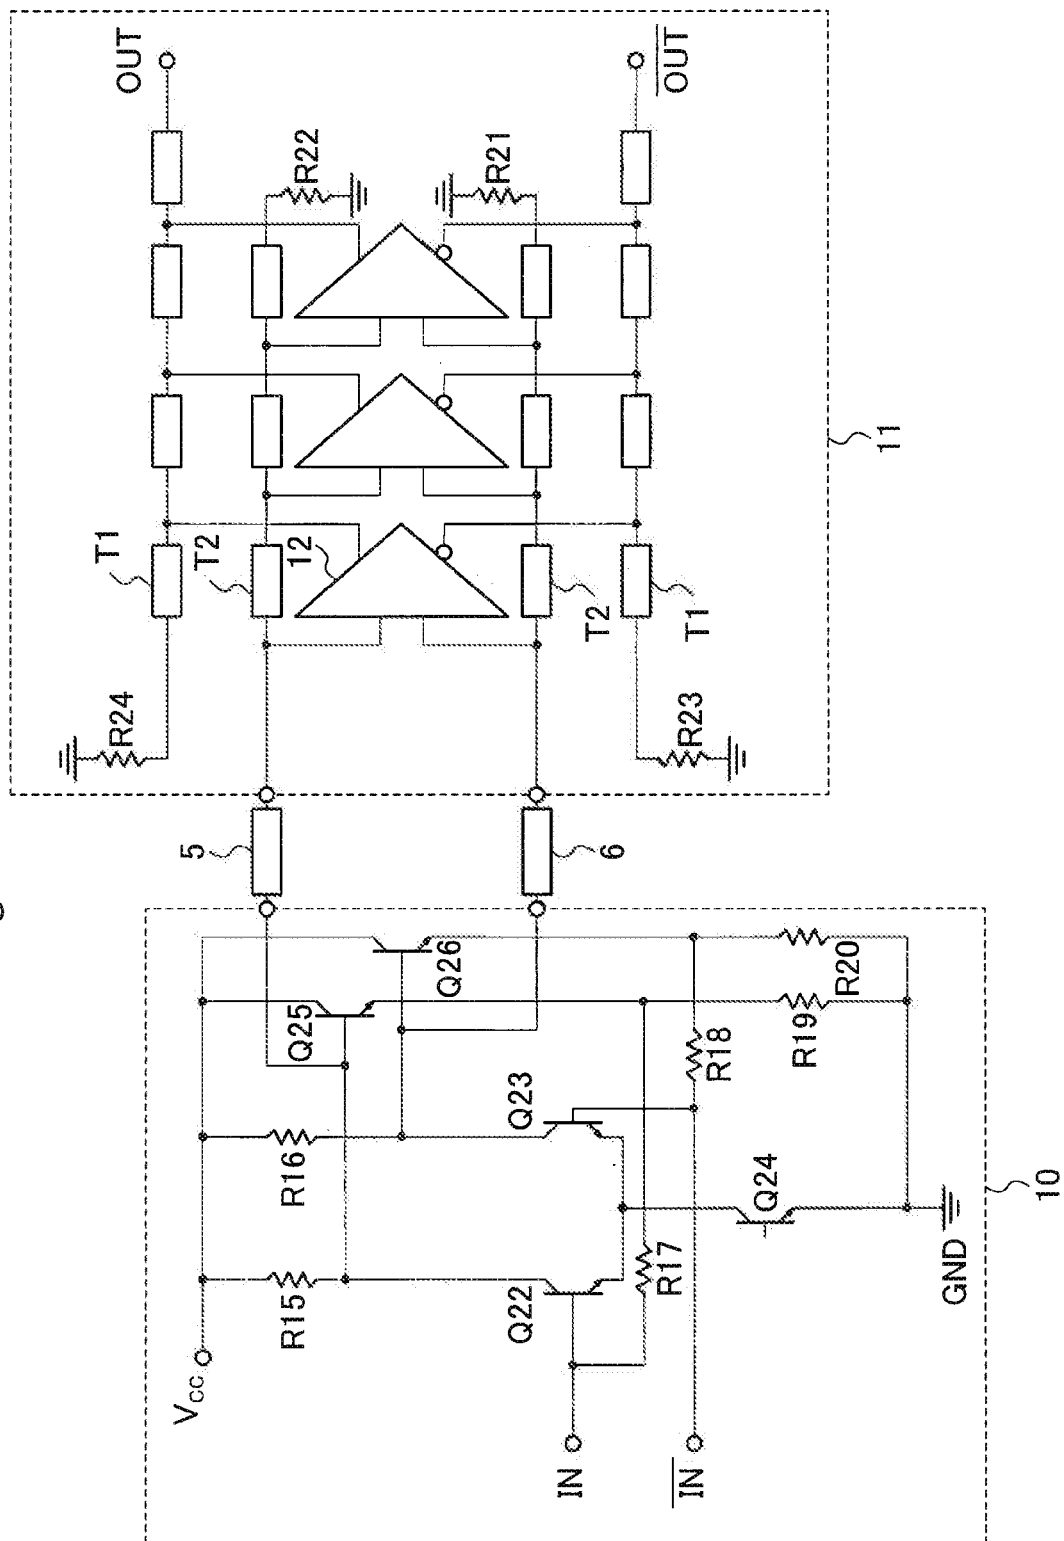 VCC
R15
R16
Q25
Q26
Q22
Q23
R17
R18
R19
R20
Q24
GND
IN
IN
10
5
6
R24
R23
T1
T2
12
T2
T1
R22
R21
OUT
OUT
11